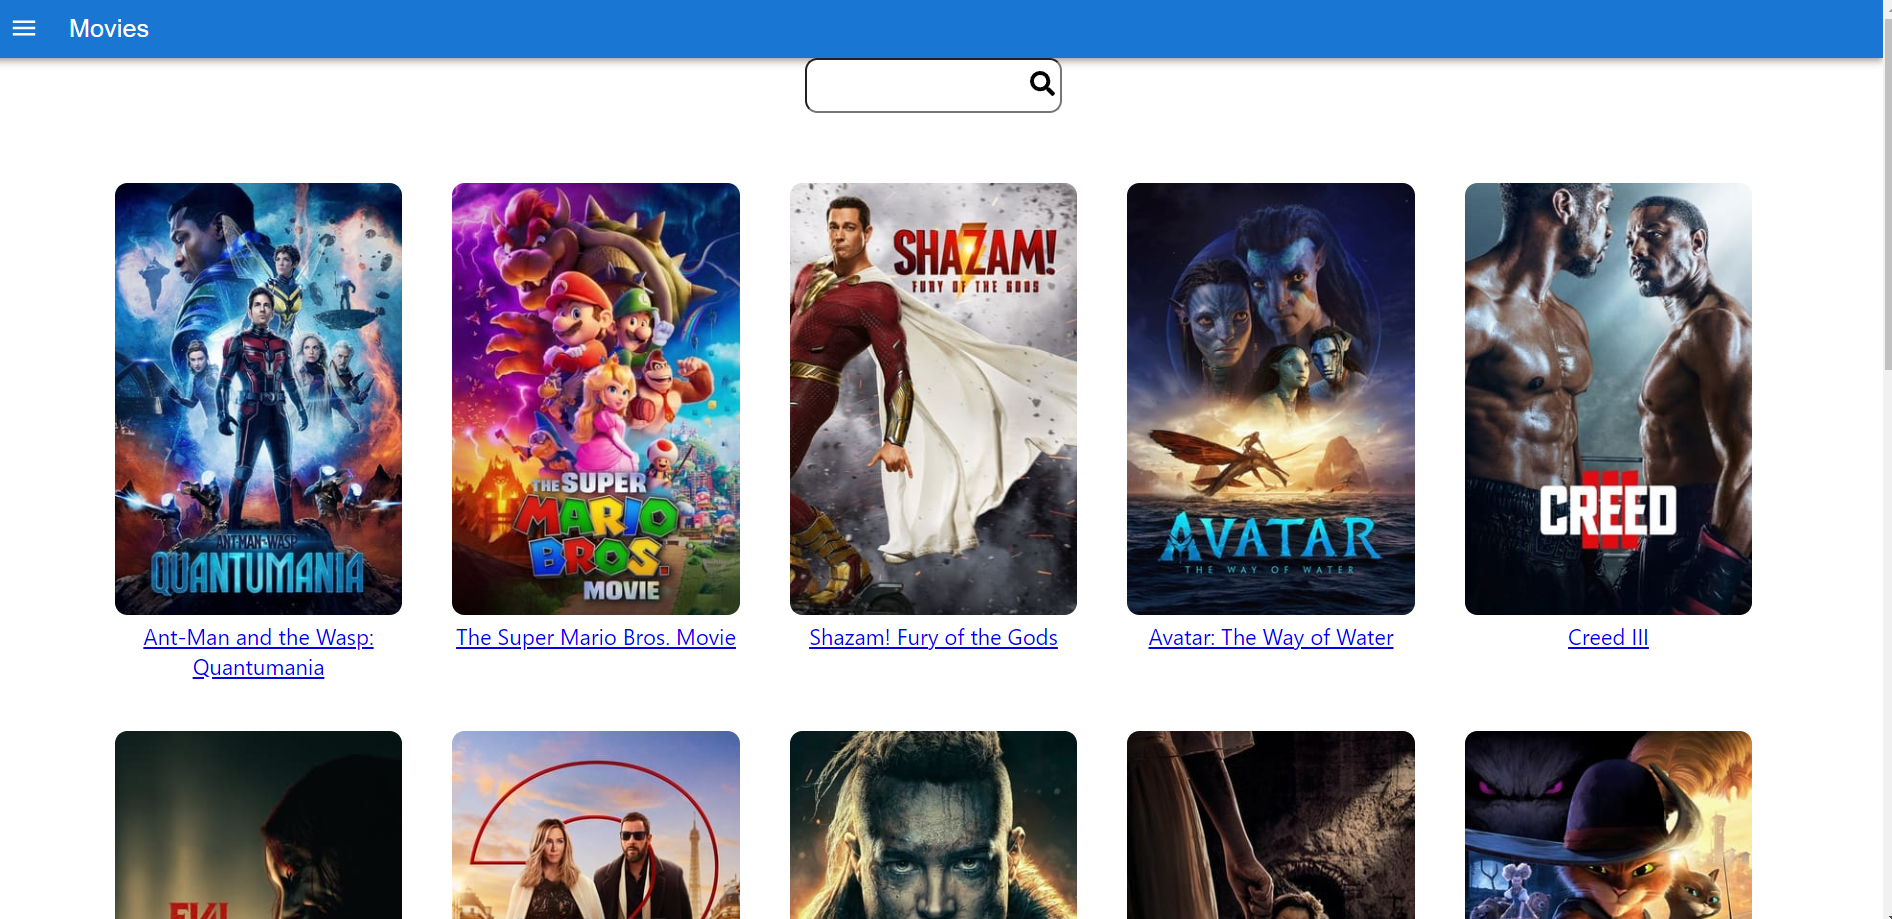 Movies
ANT-MAN AND THE WASP
QUANTUMANIA
THE SUPER
MARIO
BROS.
MOVIE
SHAZAM!
FURY OF THE GODS
AVATAR
THE WAY OF WATER
CREED
III
Ant-Man and the Wasp:
Quantumania
The Super Mario Bros. Movie
Shazam! Fury of the Gods
Avatar: The Way of Water
Creed III